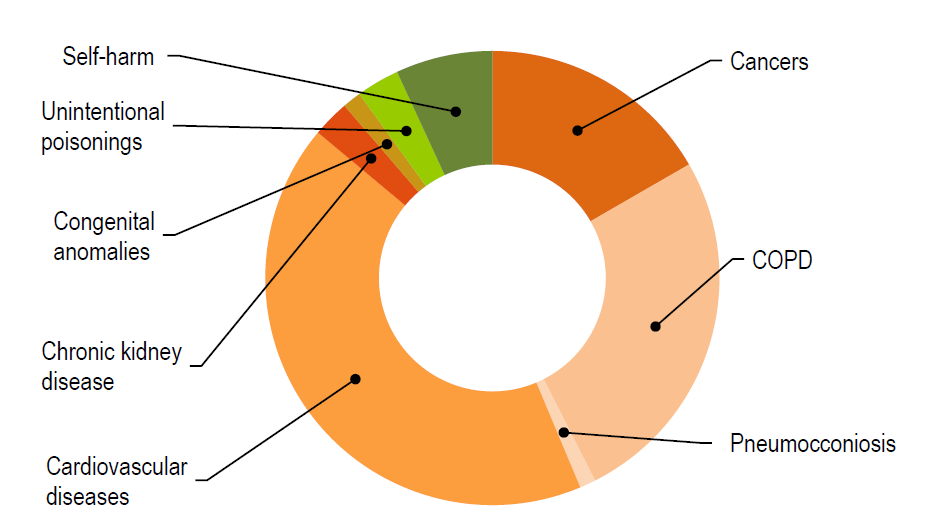 Self-harm
Cancers
Unintentional
poisonings
Congenital
anomalies
COPD
Chronic kidney
disease
Pneumocconiosis
Cardiovascular
diseases